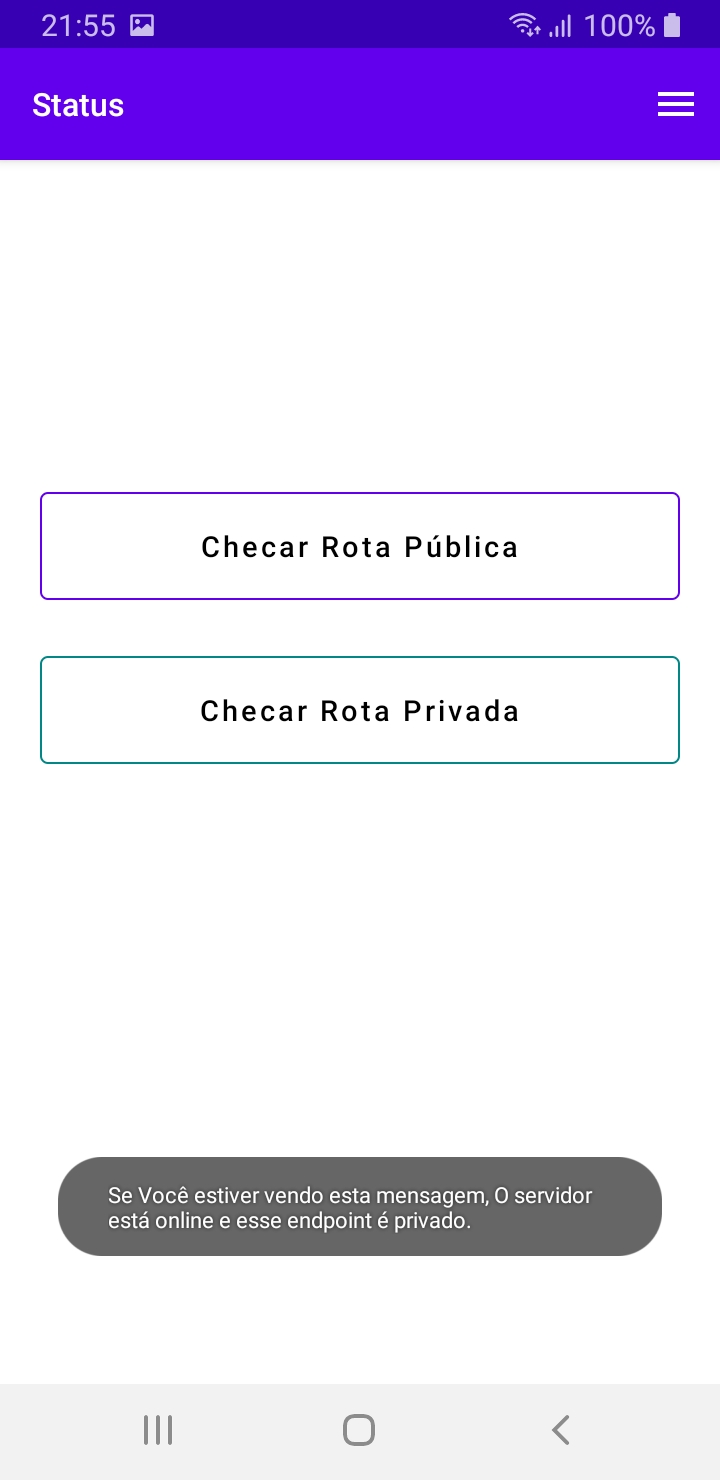 21:55 100%
Status
Checar Rota Pública
Checar Rota Privada
Se Você estiver vendo esta mensagem, O servidor
está online e esse endpoint é privado.